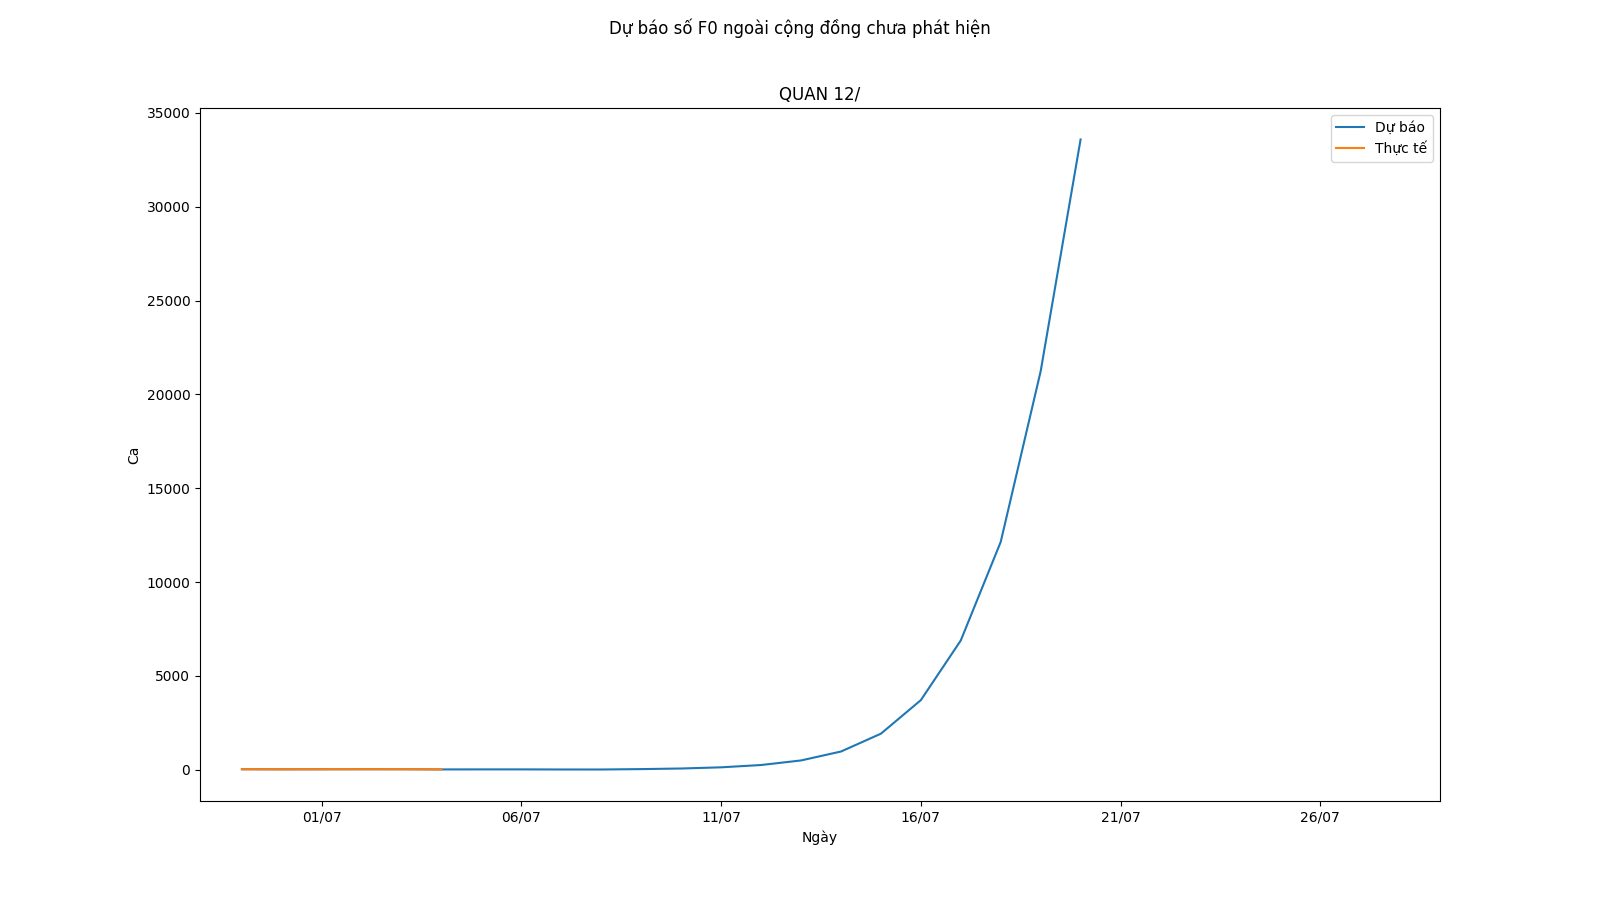 Dự báo số F0 ngoài cộng đồng chưa phát hiện
QUAN 12/
35000
30000
25000
20000
15000
10000
5000
0
Ca
Dự báo
Thực tế
01/07 06/07 11/07 16/07 21/07 26/07
Ngày